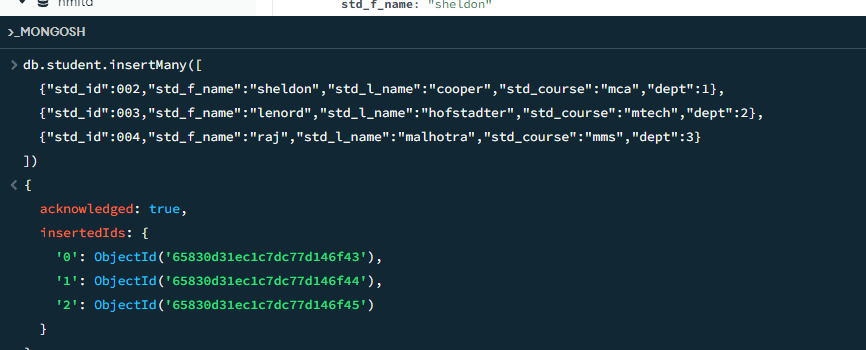 std_f_name: "sheldon"
>_MONGOSH
> db.student.insertMany([
{"std_id":002,"std_f_name":"sheldon","std_l_name":"cooper","std_course":"mca","dept":1},
{"std_id":003,"std_f_name":"lenord","std_l_name":"hofstadter","std_course":"mtech","dept":2},
{"std_id":004,"std_f_name":"raj","std_l_name":"malhotra","std_course":"mms","dept":3}
])
< {
acknowledged: true,
insertedIds: {
'0': ObjectId('65830d31ec1c7dc77d146f43'),
'1': ObjectId('65830d31ec1c7dc77d146f44'),
'2': ObjectId('65830d31ec1c7dc77d146f45')
}